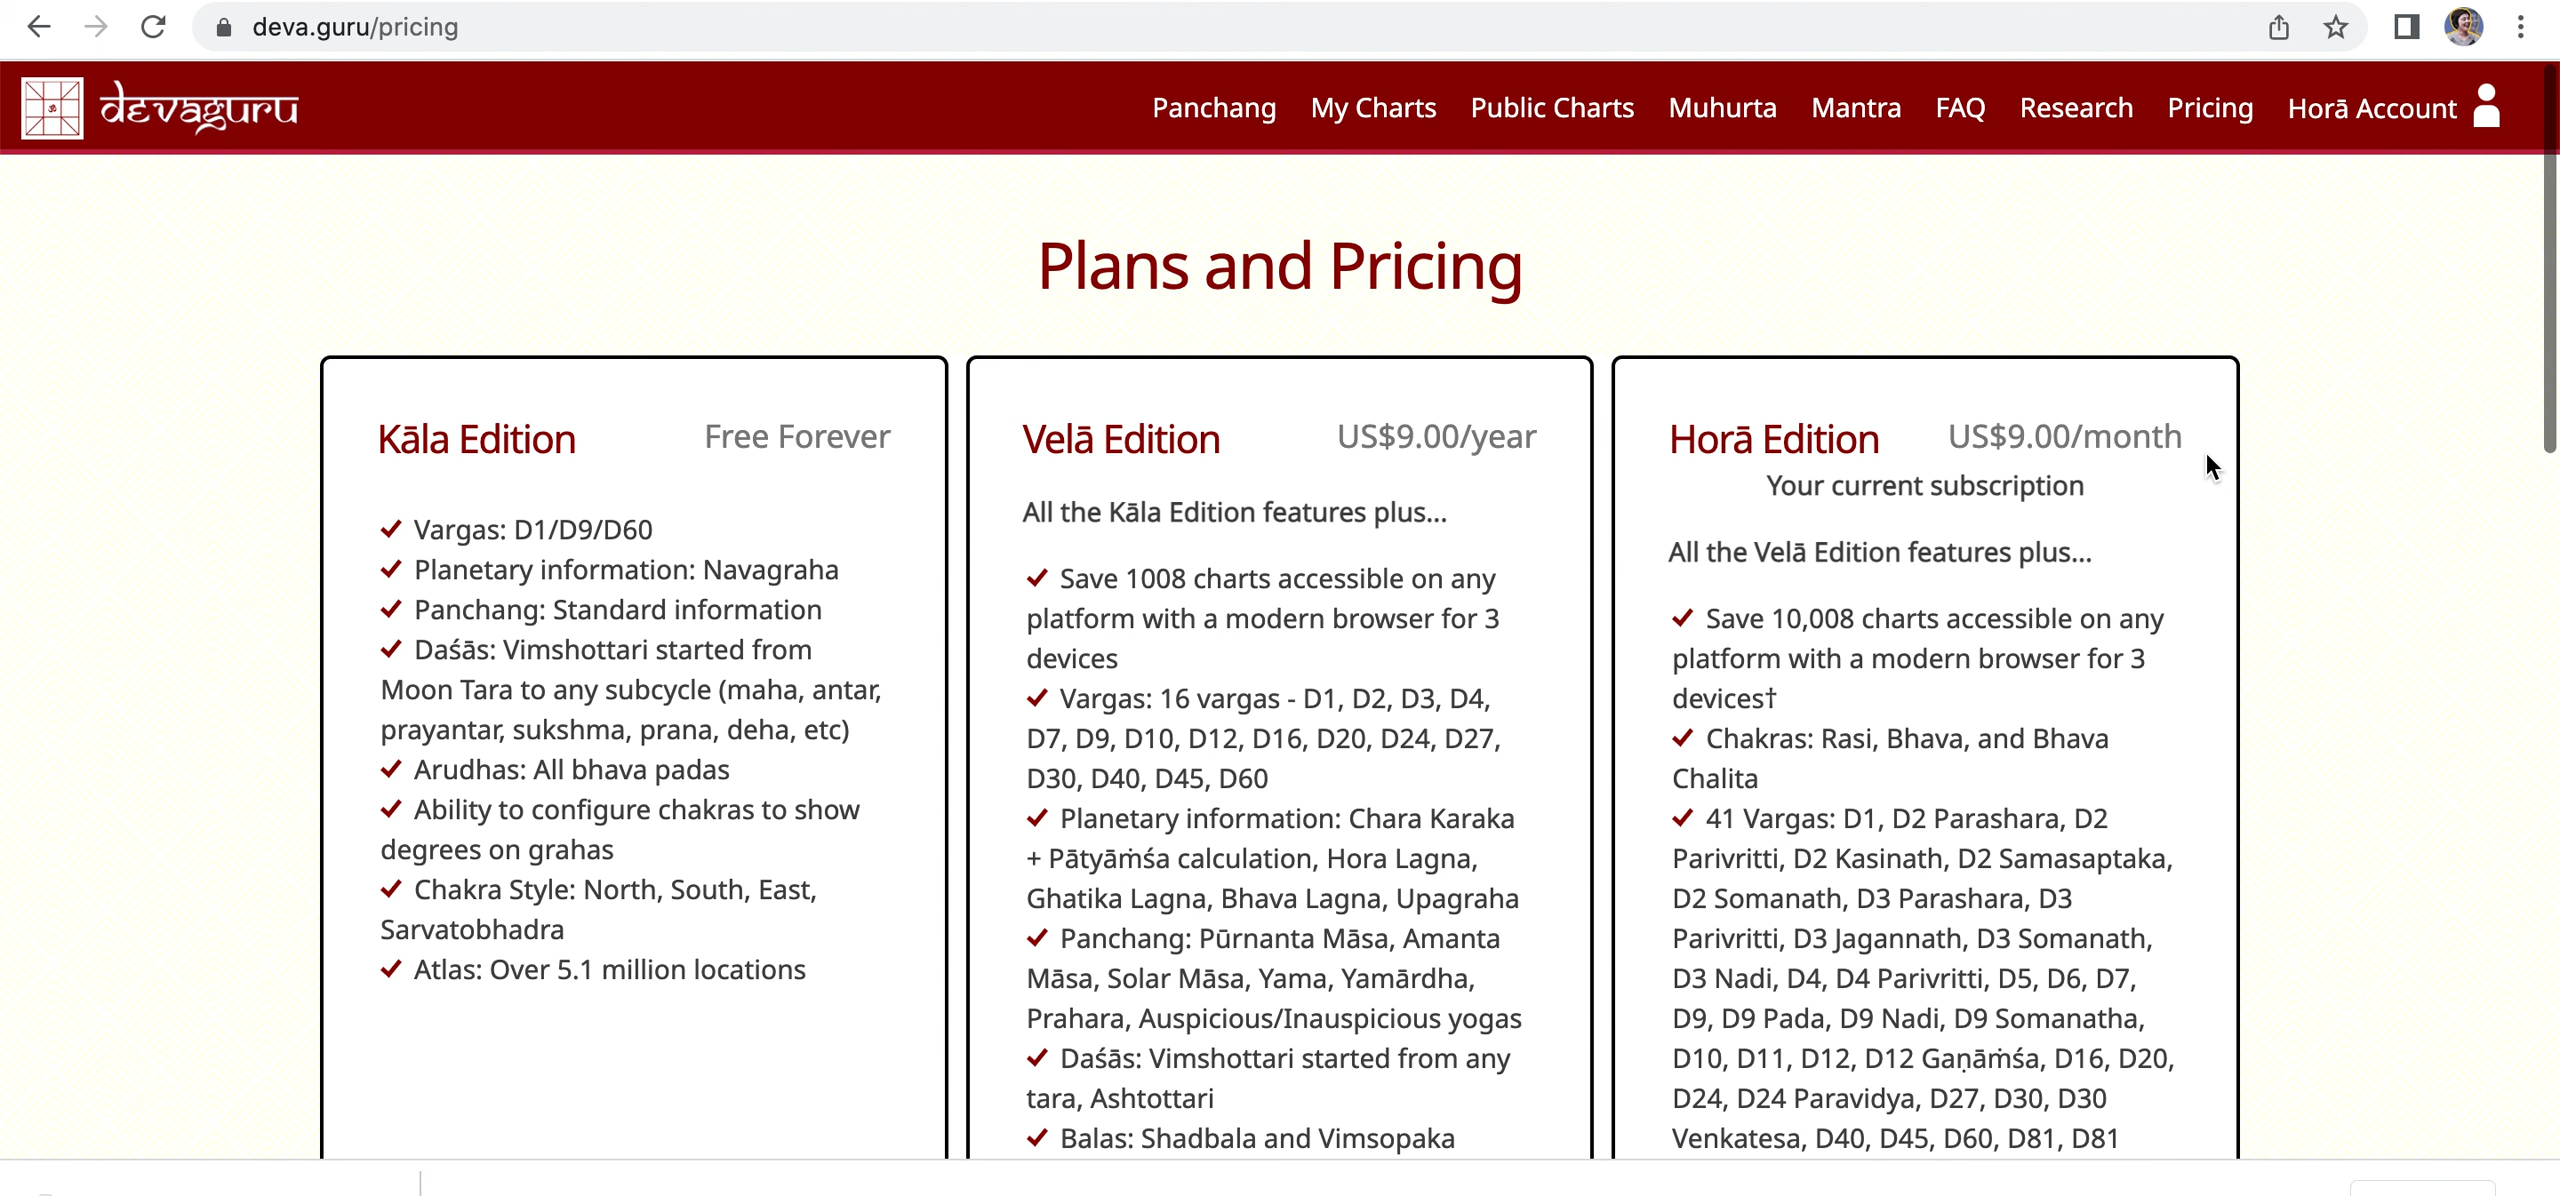 deva.guru/pricing
ॐ
devaguru
Panchang My Charts Public Charts Muhurta Mantra FAQ Research Pricing Horā Account
Plans and Pricing
Kāla Edition Free Forever
✓ Vargas: D1/D9/D60
✓ Planetary information: Navagraha
✓ Panchang: Standard information
✓ Daśās: Vimshottari started from
Moon Tara to any subcycle (maha, antar,
prayantar, sukshma, prana, deha, etc)
✓ Arudhas: All bhava padas
✓ Ability to configure chakras to show
degrees on grahas
✓ Chakra Style: North, South, East,
Sarvatobhadra
✓ Atlas: Over 5.1 million locations
Velā Edition US$9.00/year
All the Kāla Edition features plus...
✓ Save 1008 charts accessible on any
platform with a modern browser for 3
devices
✓ Vargas: 16 vargas - D1, D2, D3, D4,
D7, D9, D10, D12, D16, D20, D24, D27,
D30, D40, D45, D60
✓ Planetary information: Chara Karaka
+ Pātyāṁśa calculation, Hora Lagna,
Ghatika Lagna, Bhava Lagna, Upagraha
✓ Panchang: Pūrnanta Māsa, Amanta
Māsa, Solar Māsa, Yama, Yamārdha,
Prahara, Auspicious/Inauspicious yogas
✓ Daśās: Vimshottari started from any
tara, Ashtottari
✓ Balas: Shadbala and Vimsopaka
Horā Edition US$9.00/month
Your current subscription
All the Velā Edition features plus...
✓ Save 10,008 charts accessible on any
platform with a modern browser for 3
devices†
✓ Chakras: Rasi, Bhava, and Bhava
Chalita
✓ 41 Vargas: D1, D2 Parashara, D2
Parivritti, D2 Kasinath, D2 Samasaptaka,
D2 Somanath, D3 Parashara, D3
Parivritti, D3 Jagannath, D3 Somanath,
D3 Nadi, D4, D4 Parivritti, D5, D6, D7,
D9, D9 Pada, D9 Nadi, D9 Somanatha,
D10, D11, D12, D12 Gaṇāṁśa, D16, D20,
D24, D24 Paravidya, D27, D30, D30
Venkatesa, D40, D45, D60, D81, D81